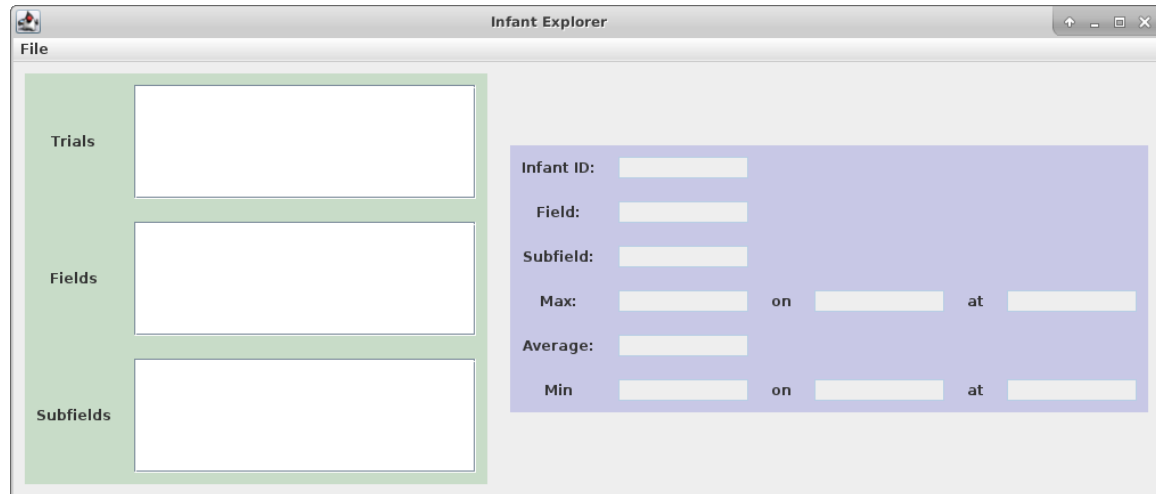 Infant Explorer
File
Trials
Fields
Subfields
Infant ID:
Field:
Subfield:
Max: on at
Average:
Min on at